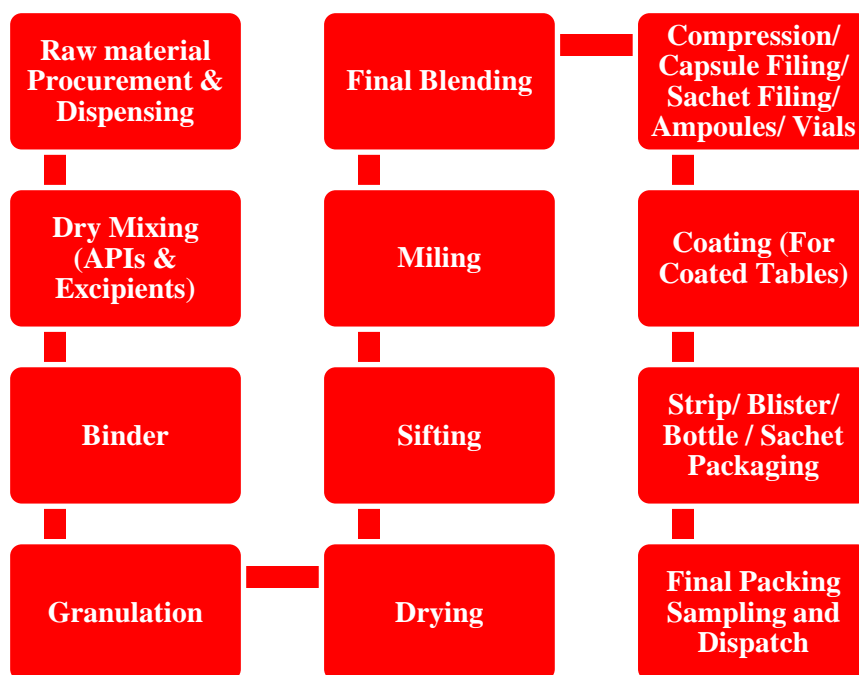 Raw material
Procurement &
Dispensing
Dry Mixing
(APIs &
Excipients)
Binder
Granulation
Drying
Sifting
Miling
Final Blending
Compression/
Capsule Filing/
Sachet Filing/
Ampoules/ Vials
Coating (For
Coated Tables)
Strip/ Blister/
Bottle / Sachet
Packaging
Final Packing
Sampling and
Dispatch